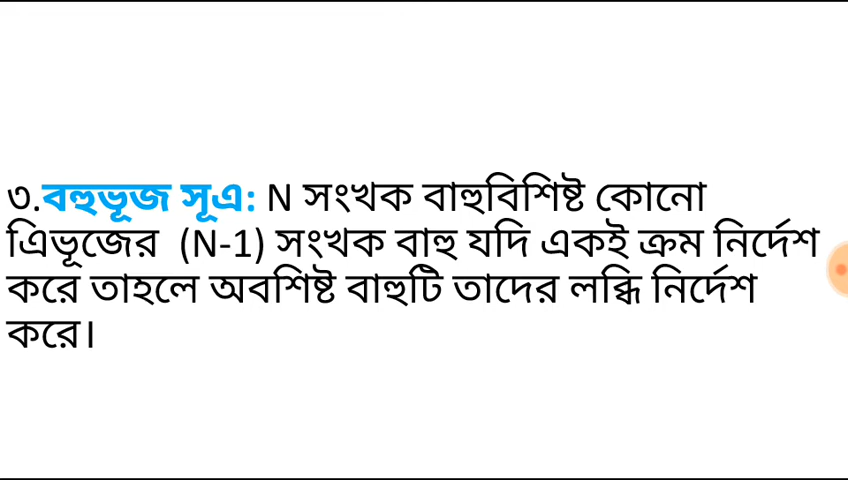 ৩.বহুভূজ সূএ: N সংখক বাহুবিশিষ্ট কোনো
এিভূজের (N-1) সংখক বাহু যদি একই ক্রম নির্দেশ
করে তাহলে অবশিষ্ট বাহুটি তাদের লব্ধি নির্দেশ
করে।